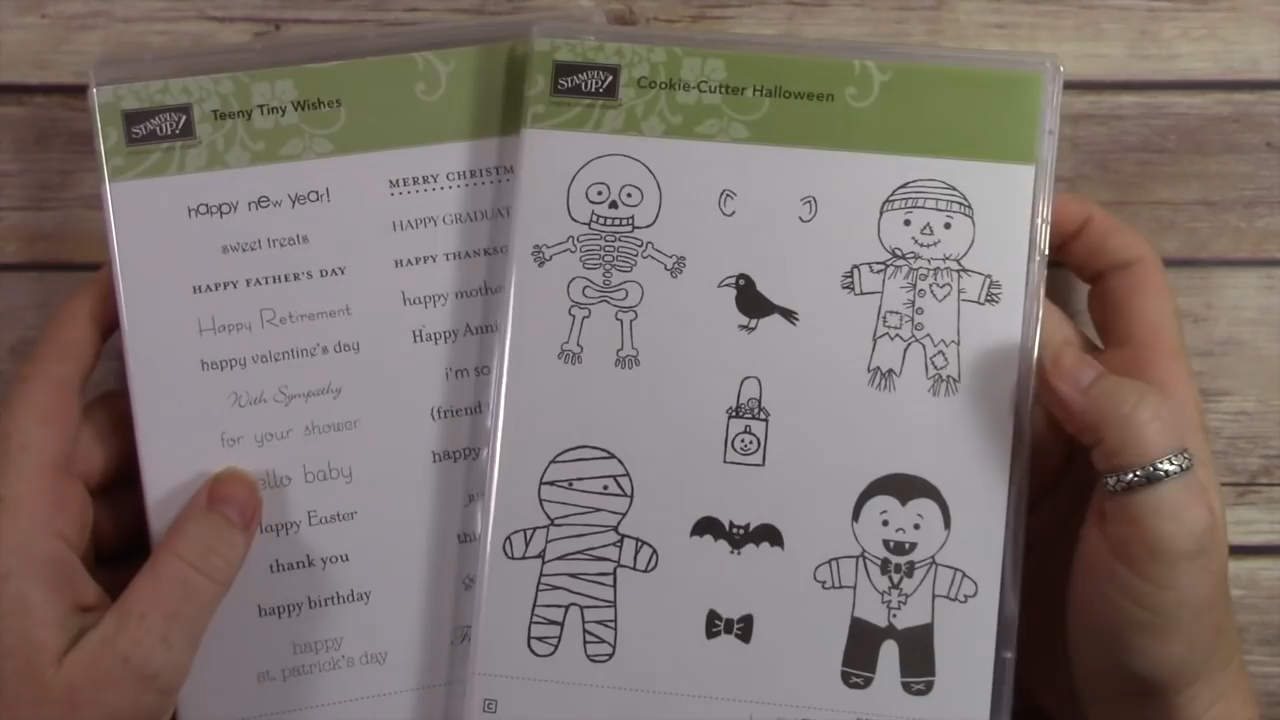 STAMPIN' UP!
Teeny Tiny Wishes
happy new year!
sweet treats
HAPPY FATHER'S DAY
Happy Retirement
happy valentine's day
With Sympathy
for your shower
ello baby
appy Easter
thank you
happy birthday
happy
st. patrick's day
MERRY CHRISTM
HAPPY GRADUAT
HAPPY THANKSG
happy mothe
Happy Anni
i'm so
(friend
happy
thi
STAMPIN' UP!
Cookie-Cutter Halloween
C